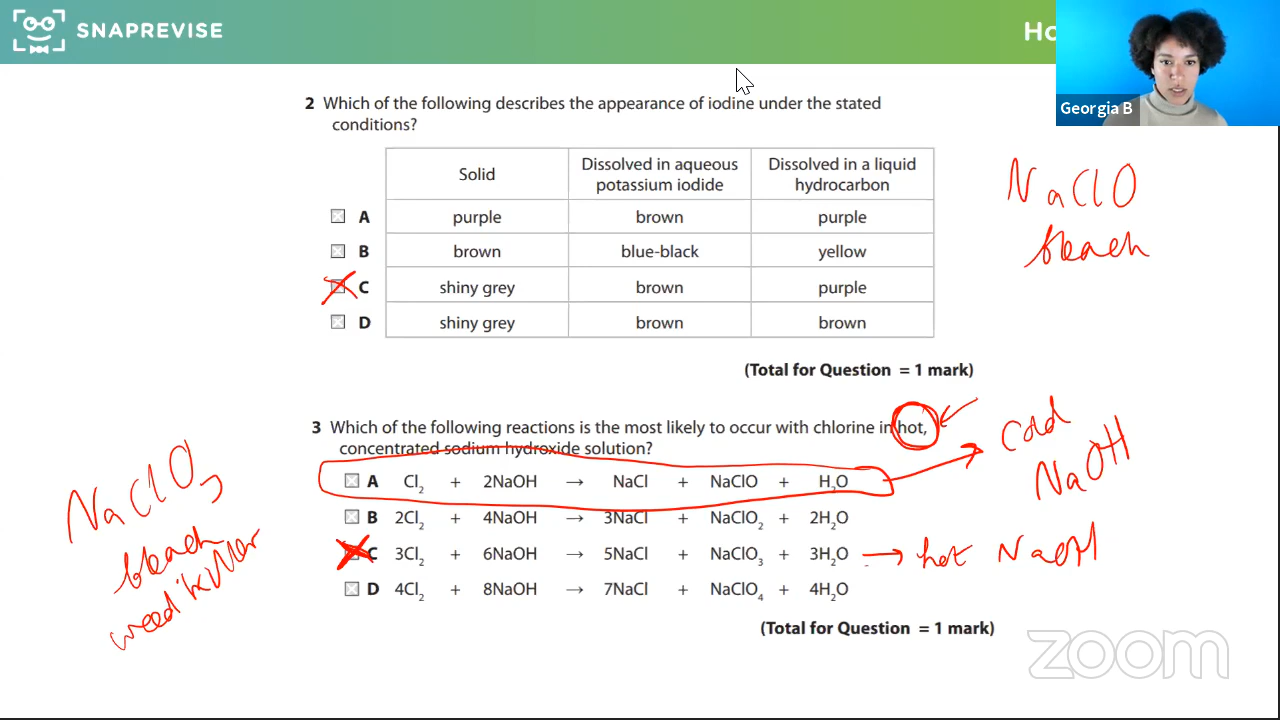 SNAPREVISE
Ho
Georgia B
2 Which of the following describes the appearance of iodine under the stated
conditions?
Solid Dissolved in aqueous potassium iodide Dissolved in a liquid hydrocarbon
A purple brown purple
B brown blue-black yellow
C shiny grey brown purple
D shiny grey brown brown
(Total for Question = 1 mark)
NaClO
bleach
3 Which of the following reactions is the most likely to occur with chlorine in hot,
concentrated sodium hydroxide solution?
A Cl₂ + 2NaOH → NaCl + NaClO + H₂O
B 2Cl₂ + 4NaOH → 3NaCl + NaClO₂ + 2H₂O
C 3Cl₂ + 6NaOH → 5NaCl + NaClO₃ + 3H₂O → hot NaOH
D 4Cl₂ + 8NaOH → 7NaCl + NaClO₄ + 4H₂O
(Total for Question = 1 mark)
cold
NaOH
NaClO₃
bleach
weed killer
zoom